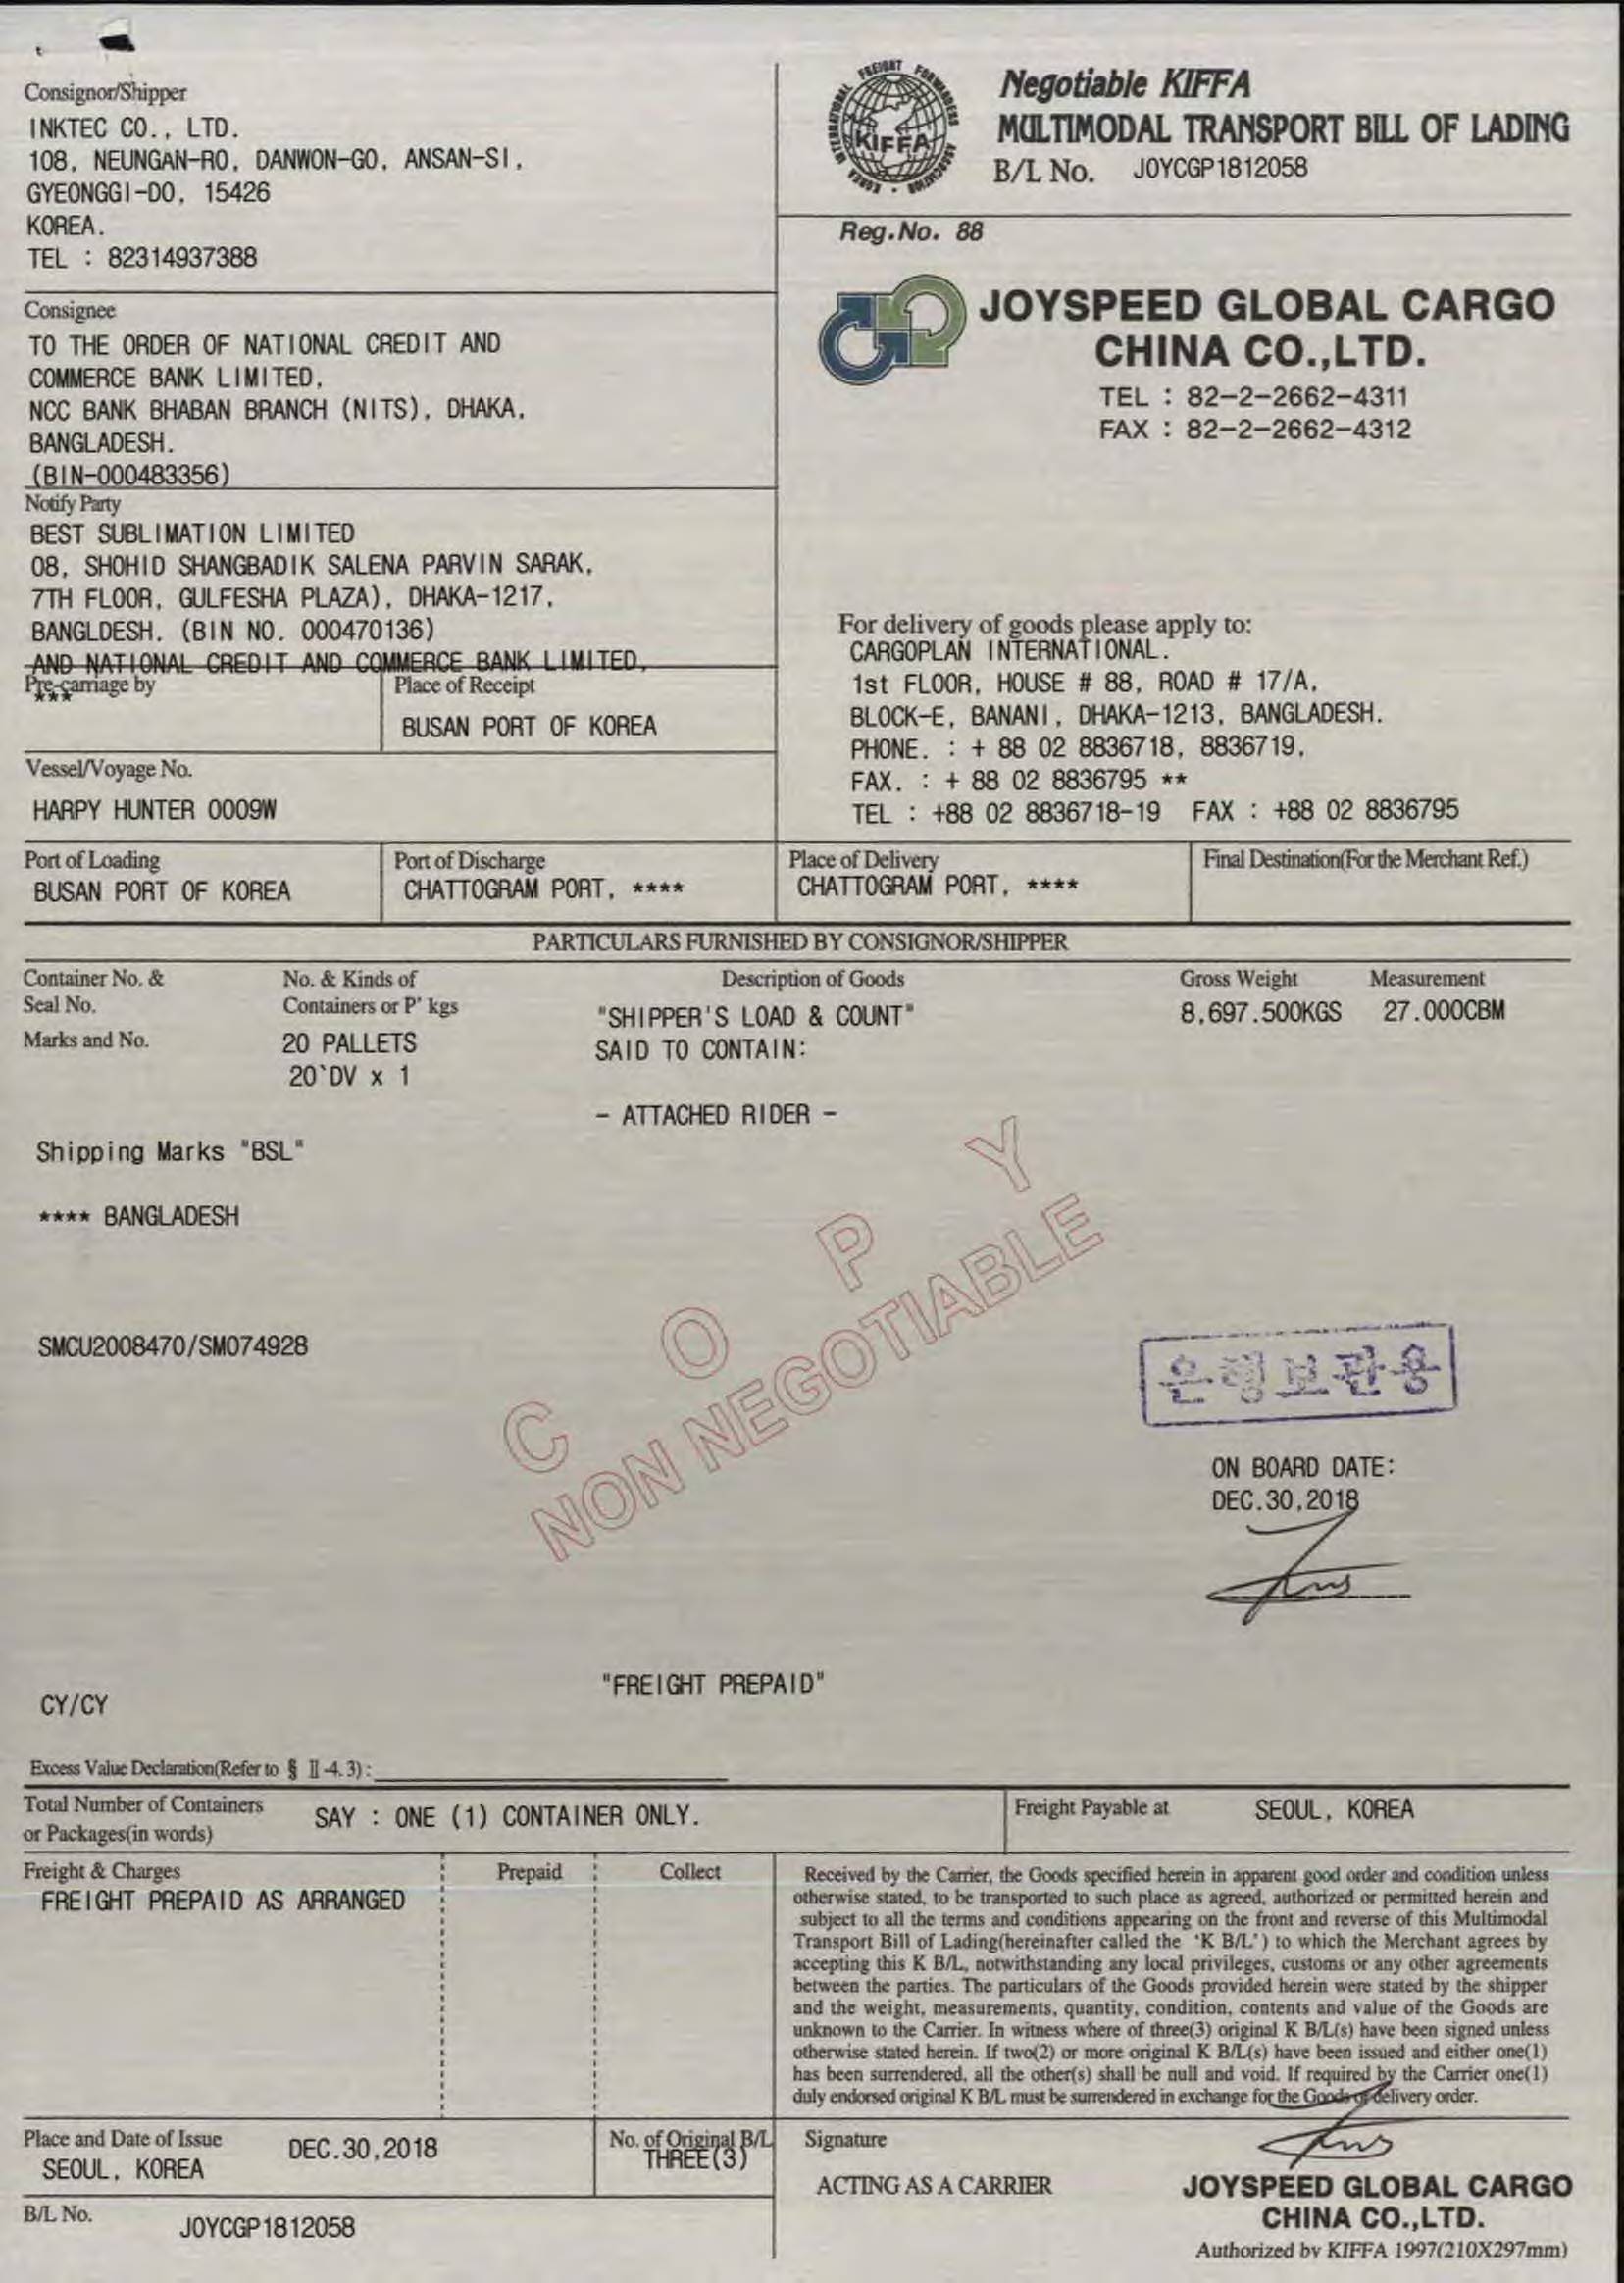 Consignor/Shipper
INKTEC CO., LTD.
108, NEUNGAN-RO, DANWON-GO, ANSAN-SI,
GYEONGGI-DO, 15426
KOREA.
TEL : 82314937388
KOREA INTERNATIONAL FREIGHT FORWARDERS ASSOCIATION
KIFFA
Negotiable KIFFA
MULTIMODAL TRANSPORT BILL OF LADING
B/L No. JOYCGP1812058
Reg.No. 88
JOYSPEED GLOBAL CARGO
CHINA CO.,LTD.
TEL : 82-2-2662-4311
FAX : 82-2-2662-4312
Consignee
TO THE ORDER OF NATIONAL CREDIT AND
COMMERCE BANK LIMITED,
NCC BANK BHABAN BRANCH (NITS), DHAKA,
BANGLADESH.
(BIN-000483356)
Notify Party
BEST SUBLIMATION LIMITED
08, SHOHID SHANGBADIK SALENA PARVIN SARAK,
7TH FLOOR, GULFESHA PLAZA), DHAKA-1217,
BANGLDESH. (BIN NO. 000470136)
AND NATIONAL CREDIT AND COMMERCE BANK LIMITED,
For delivery of goods please apply to:
CARGOPLAN INTERNATIONAL.
1st FLOOR, HOUSE # 88, ROAD # 17/A,
BLOCK-E, BANANI, DHAKA-1213, BANGLADESH.
PHONE. : + 88 02 8836718, 8836719,
FAX. : + 88 02 8836795 **
TEL : +88 02 8836718-19 FAX : +88 02 8836795
Pre-carriage by
***
Place of Receipt
BUSAN PORT OF KOREA
Vessel/Voyage No.
HARPY HUNTER 0009W
Port of Loading
BUSAN PORT OF KOREA
Port of Discharge
CHATTOGRAM PORT, ****
Place of Delivery
CHATTOGRAM PORT, ****
Final Destination(For the Merchant Ref.)
PARTICULARS FURNISHED BY CONSIGNOR/SHIPPER
Container No. &
Seal No.
Marks and No.
No. & Kinds of
Containers or P' kgs
20 PALLETS
20`DV x 1
Description of Goods
"SHIPPER'S LOAD & COUNT"
SAID TO CONTAIN:
- ATTACHED RIDER -
Gross Weight
8,697.500KGS
Measurement
27.000CBM
Shipping Marks "BSL"
**** BANGLADESH
SMCU2008470/SM074928
COPY
NON NEGOTIABLE
은행보관용
ON BOARD DATE:
DEC.30,2018
"FREIGHT PREPAID"
CY/CY
Excess Value Declaration(Refer to § Ⅱ-4. 3) :
Total Number of Containers
or Packages(in words)
SAY : ONE (1) CONTAINER ONLY.
Freight Payable at
SEOUL, KOREA
Freight & Charges
Prepaid
Collect
FREIGHT PREPAID AS ARRANGED
Received by the Carrier, the Goods specified herein in apparent good order and condition unless
otherwise stated, to be transported to such place as agreed, authorized or permitted herein and
subject to all the terms and conditions appearing on the front and reverse of this Multimodal
Transport Bill of Lading(hereinafter called the 'K B/L') to which the Merchant agrees by
accepting this K B/L, notwithstanding any local privileges, customs or any other agreements
between the parties. The particulars of the Goods provided herein were stated by the shipper
and the weight, measurements, quantity, condition, contents and value of the Goods are
unknown to the Carrier. In witness where of three(3) original K B/L(s) have been signed unless
otherwise stated herein. If two(2) or more original K B/L(s) have been issued and either one(1)
has been surrendered, all the other(s) shall be null and void. If required by the Carrier one(1)
duly endorsed original K B/L must be surrendered in exchange for the Goods or delivery order.
Place and Date of Issue
SEOUL, KOREA
DEC.30,2018
No. of Original B/L
THREE(3)
Signature
ACTING AS A CARRIER
JOYSPEED GLOBAL CARGO
CHINA CO.,LTD.
B/L No.
JOYCGP1812058
Authorized by KIFFA 1997(210X297mm)